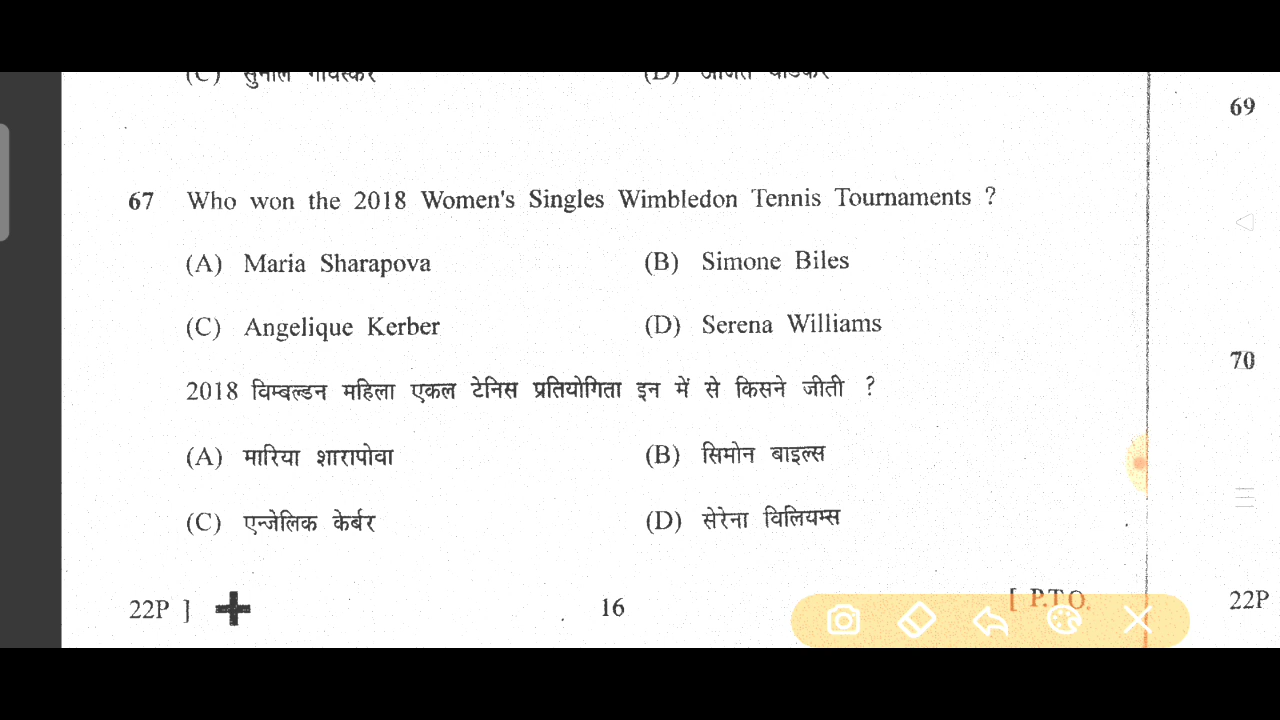 69
67 Who won the 2018 Women's Singles Wimbledon Tennis Tournaments ?
(A) Maria Sharapova (B) Simone Biles
(C) Angelique Kerber (D) Serena Williams
70
2018 विम्बल्डन महिला एकल टेनिस प्रतियोगिता इन में से किसने जीती ?
(A) मारिया शारापोवा (B) सिमोन बाइल्स
(C) एन्जेलिक केर्बर (D) सेरेना विलियम्स
22P ] 16 [ P.T.O. 22P